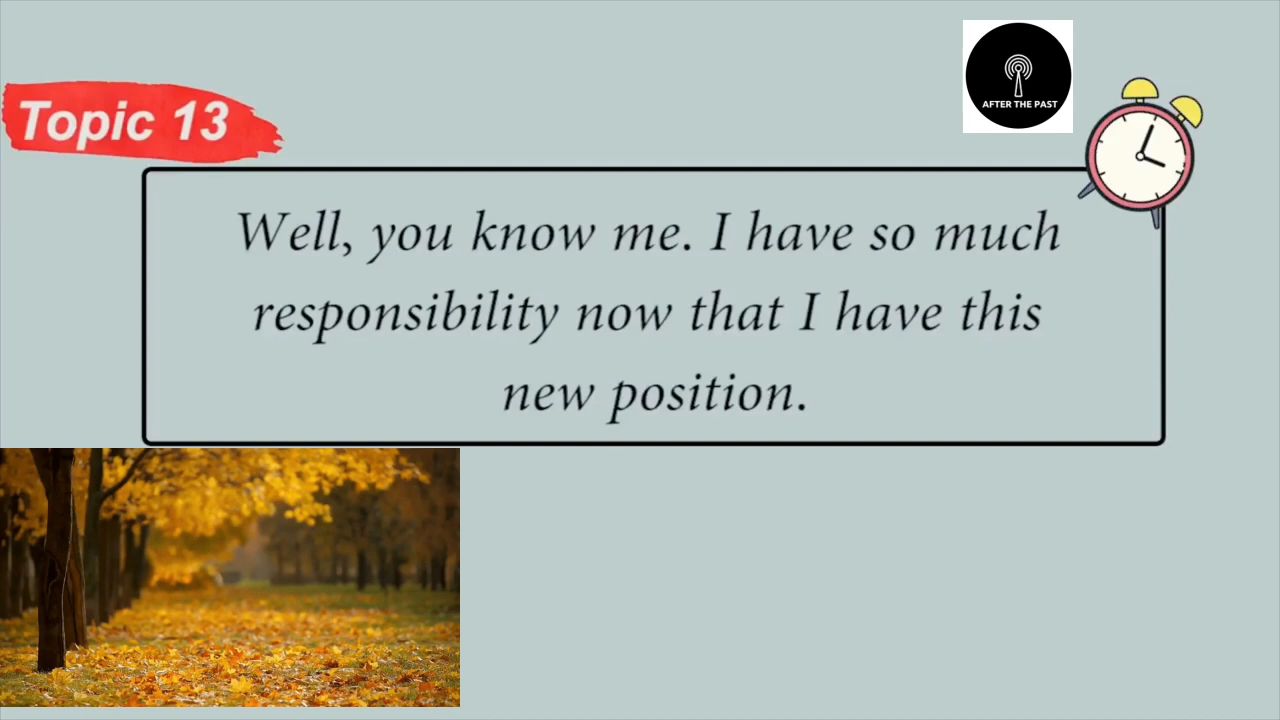 AFTER THE PAST
Topic 13
Well, you know me. I have so much
responsibility now that I have this
new position.